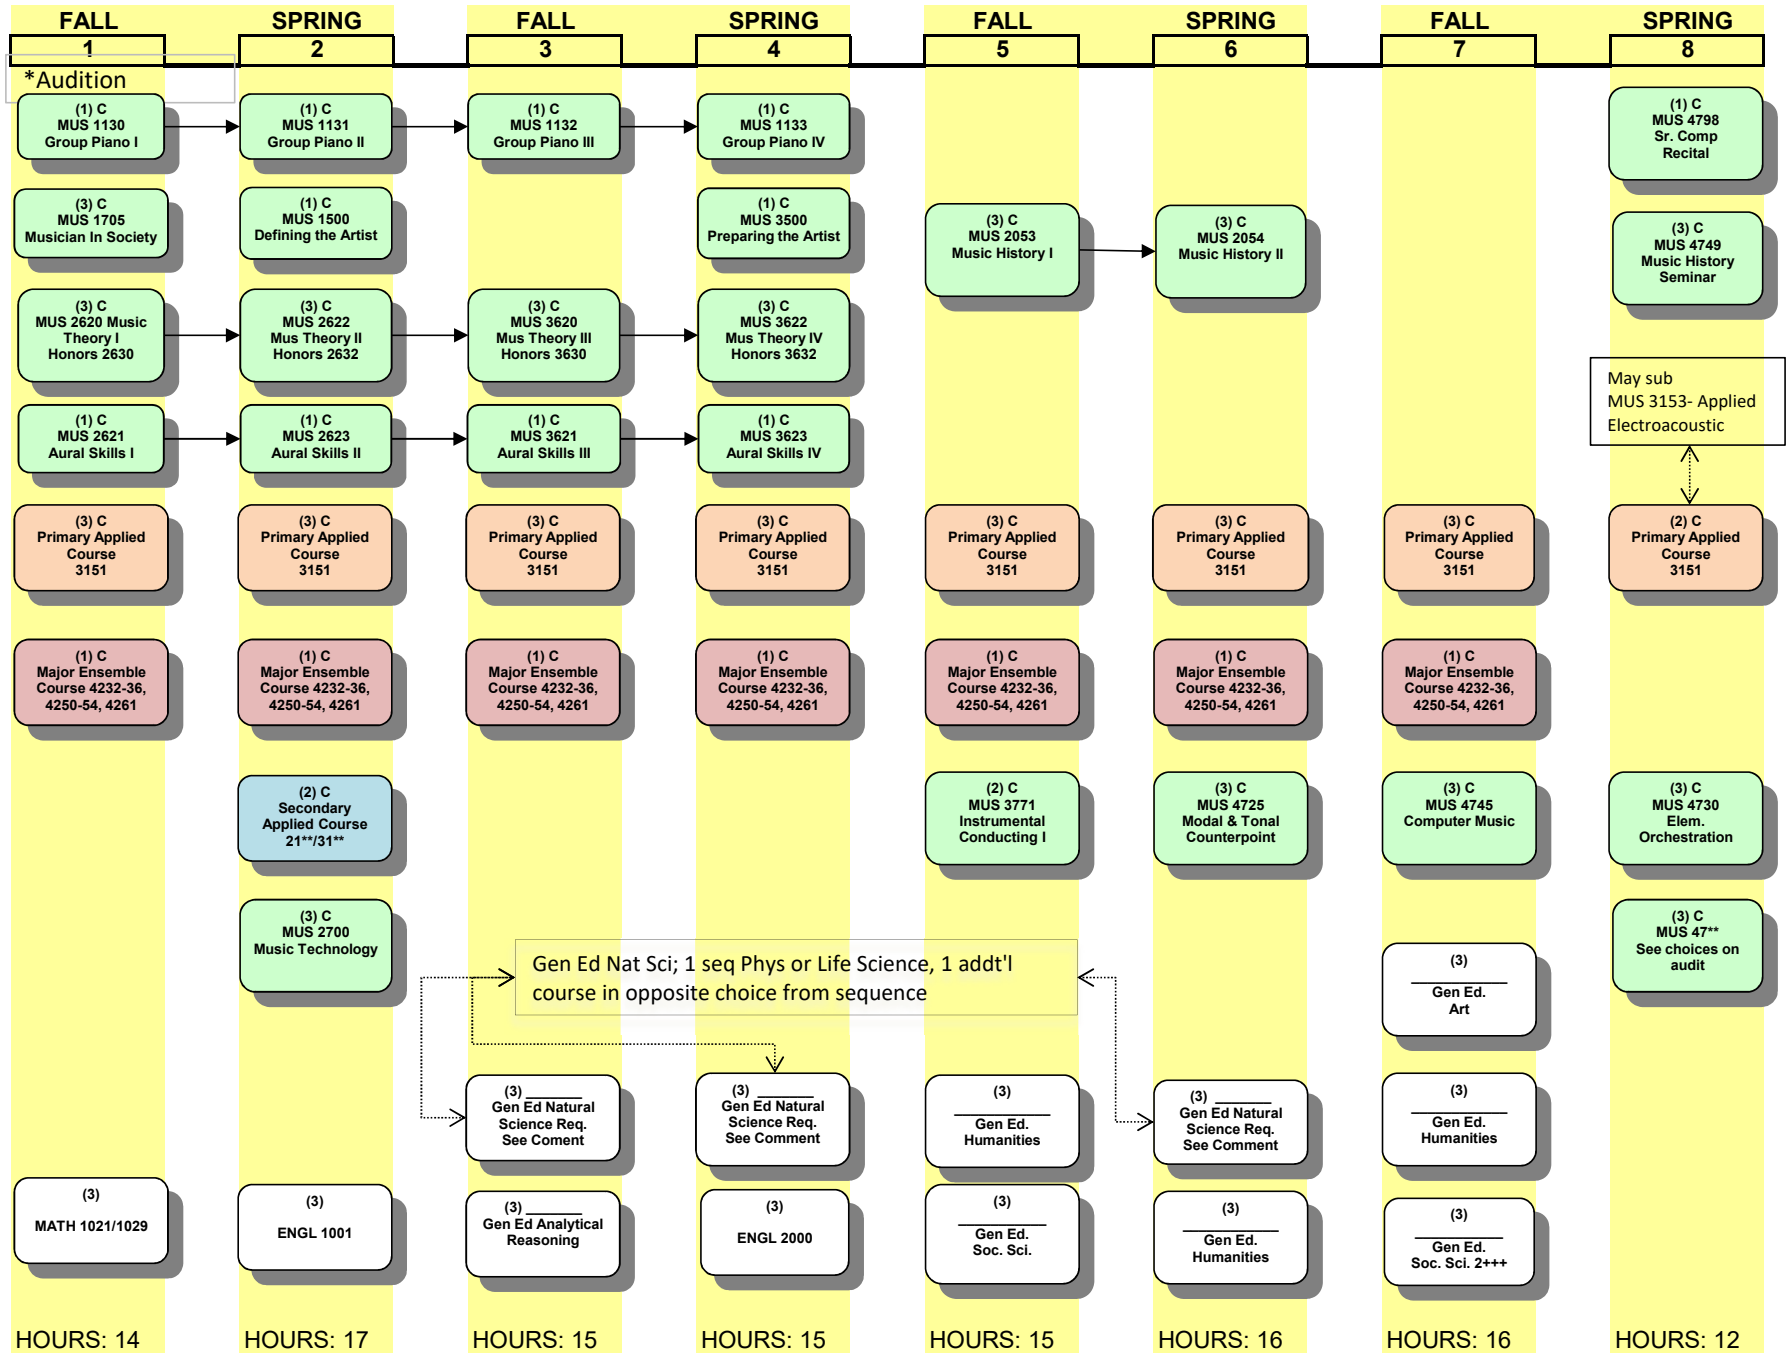 FALL
SPRING
FALL
SPRING
FALL
SPRING
FALL
SPRING
1
2
3
4
5
6
7
8
*Audition
(1) C
MUS 1130
Group Piano I
(1) C
MUS 1131
Group Piano II
(1) C
MUS 1132
Group Piano III
(1) C
MUS 1133
Group Piano IV
(1) C
MUS 4798
Sr. Comp
Recital
(3) C
MUS 1705
Musician In Society
(1) C
MUS 1500
Defining the Artist
(1) C
MUS 3500
Preparing the Artist
(3) C
MUS 2053
Music History I
(3) C
MUS 2054
Music History II
(3) C
MUS 4749
Music History
Seminar
(3) C
MUS 2620 Music
Theory I
Honors 2630
(3) C
MUS 2622
Mus Theory II
Honors 2632
(3) C
MUS 3620
Mus Theory III
Honors 3630
(3) C
MUS 3622
Mus Theory IV
Honors 3632
May sub
MUS 3153- Applied
Electroacoustic
(1) C
MUS 2621
Aural Skills I
(1) C
MUS 2623
Aural Skills II
(1) C
MUS 3621
Aural Skills III
(1) C
MUS 3623
Aural Skills IV
(3) C
Primary Applied
Course
3151
(3) C
Primary Applied
Course
3151
(3) C
Primary Applied
Course
3151
(3) C
Primary Applied
Course
3151
(3) C
Primary Applied
Course
3151
(3) C
Primary Applied
Course
3151
(3) C
Primary Applied
Course
3151
(2) C
Primary Applied
Course
3151
(1) C
Major Ensemble
Course 4232-36,
4250-54, 4261
(1) C
Major Ensemble
Course 4232-36,
4250-54, 4261
(1) C
Major Ensemble
Course 4232-36,
4250-54, 4261
(1) C
Major Ensemble
Course 4232-36,
4250-54, 4261
(1) C
Major Ensemble
Course 4232-36,
4250-54, 4261
(1) C
Major Ensemble
Course 4232-36,
4250-54, 4261
(1) C
Major Ensemble
Course 4232-36,
4250-54, 4261
(2) C
Secondary
Applied Course
21**/31**
(2) C
MUS 3771
Instrumental
Conducting I
(3) C
MUS 4725
Modal & Tonal
Counterpoint
(3) C
MUS 4745
Computer Music
(3) C
MUS 4730
Elem.
Orchestration
(3) C
MUS 2700
Music Technology
Gen Ed Nat Sci; 1 seq Phys or Life Science, 1 addt'l
course in opposite choice from sequence
(3)
____________
Gen Ed.
Art
(3) C
MUS 47**
See choices on
audit
(3) _______
Gen Ed Natural
Science Req.
See Coment
(3) _______
Gen Ed Natural
Science Req.
See Comment
(3)
____________
Gen Ed.
Humanities
(3) _______
Gen Ed Natural
Science Req.
See Comment
(3)
____________
Gen Ed.
Humanities
(3)
MATH 1021/1029
(3)
ENGL 1001
(3) _______
Gen Ed Analytical
Reasoning
(3)
ENGL 2000
(3)
___________
Gen Ed.
Soc. Sci.
(3)
____________
Gen Ed.
Humanities
(3)
___________
Gen Ed.
Soc. Sci. 2+++
HOURS: 14
HOURS: 17
HOURS: 15
HOURS: 15
HOURS: 15
HOURS: 16
HOURS: 16
HOURS: 12